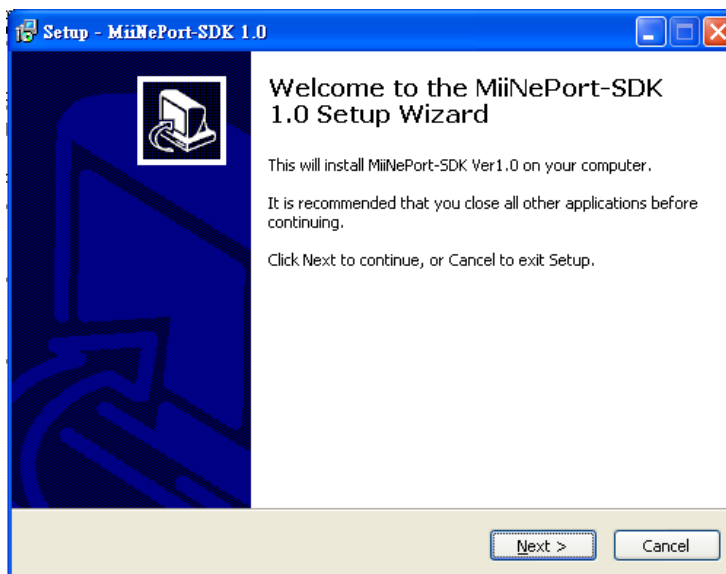 Setup - MiiNePort-SDK 1.0
Welcome to the MiiNePort-SDK
1.0 Setup Wizard
This will install MiiNePort-SDK Ver1.0 on your computer.
It is recommended that you close all other applications before
continuing.
Click Next to continue, or Cancel to exit Setup.
Next >
Cancel